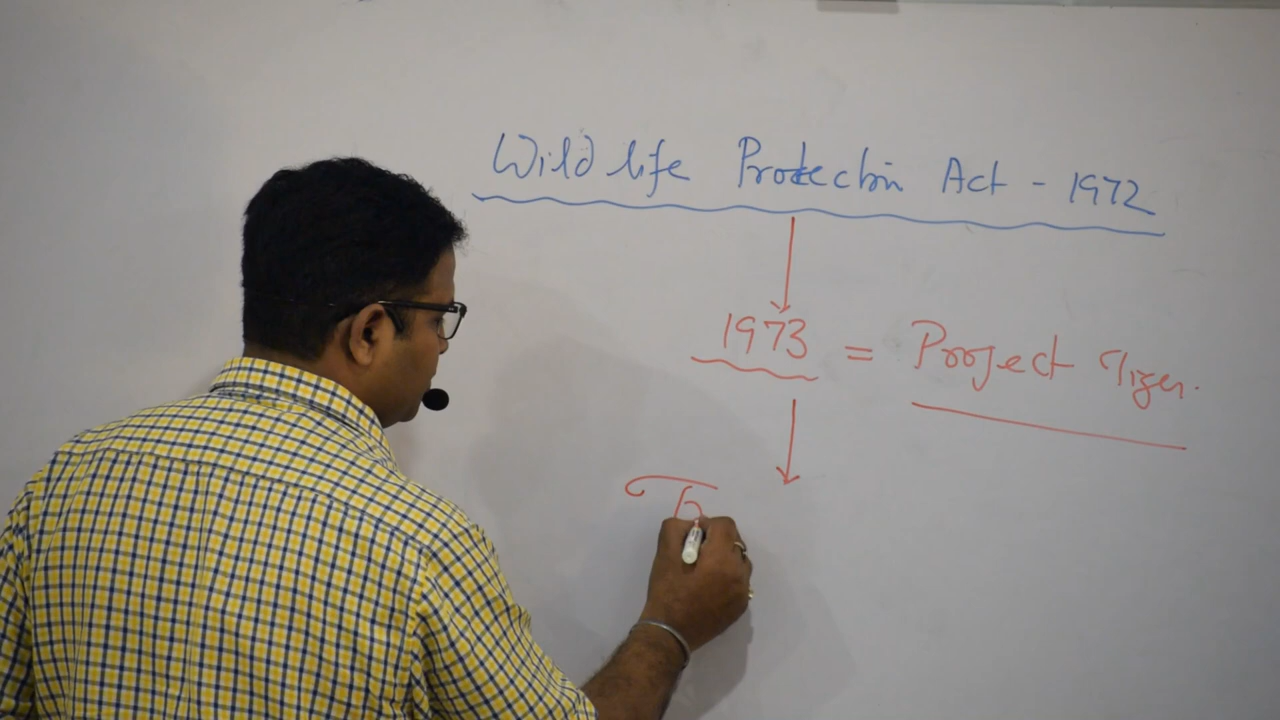 Wild life Protection Act - 1972
1973 = Project Tiger.